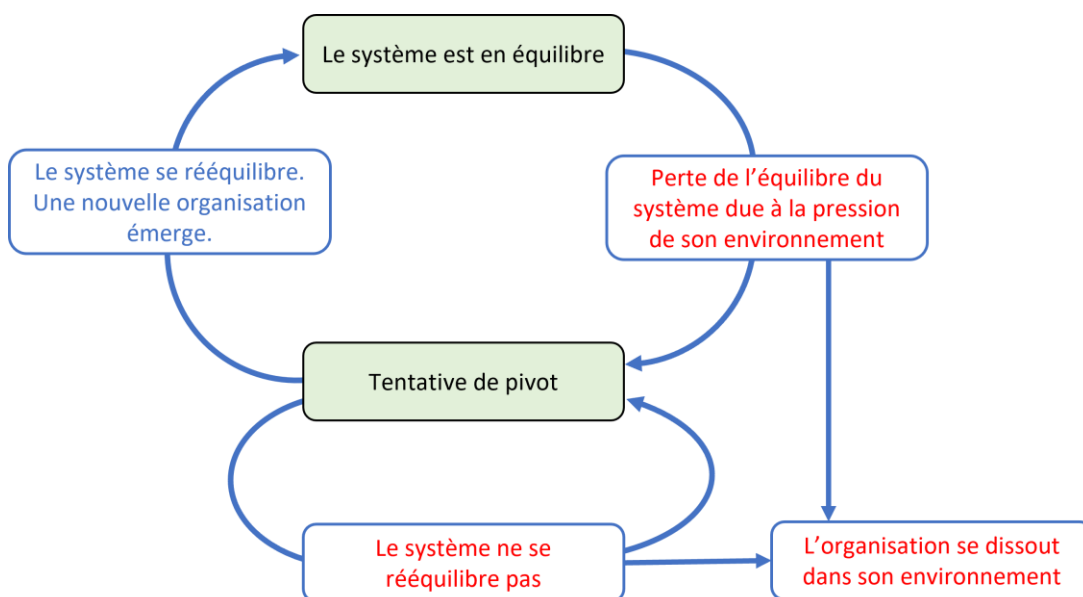 Le système est en équilibre
Le système se rééquilibre.
Une nouvelle organisation
émerge.
Perte de l’équilibre du
système due à la pression
de son environnement
Tentative de pivot
Le système ne se
rééquilibre pas
L’organisation se dissout
dans son environnement